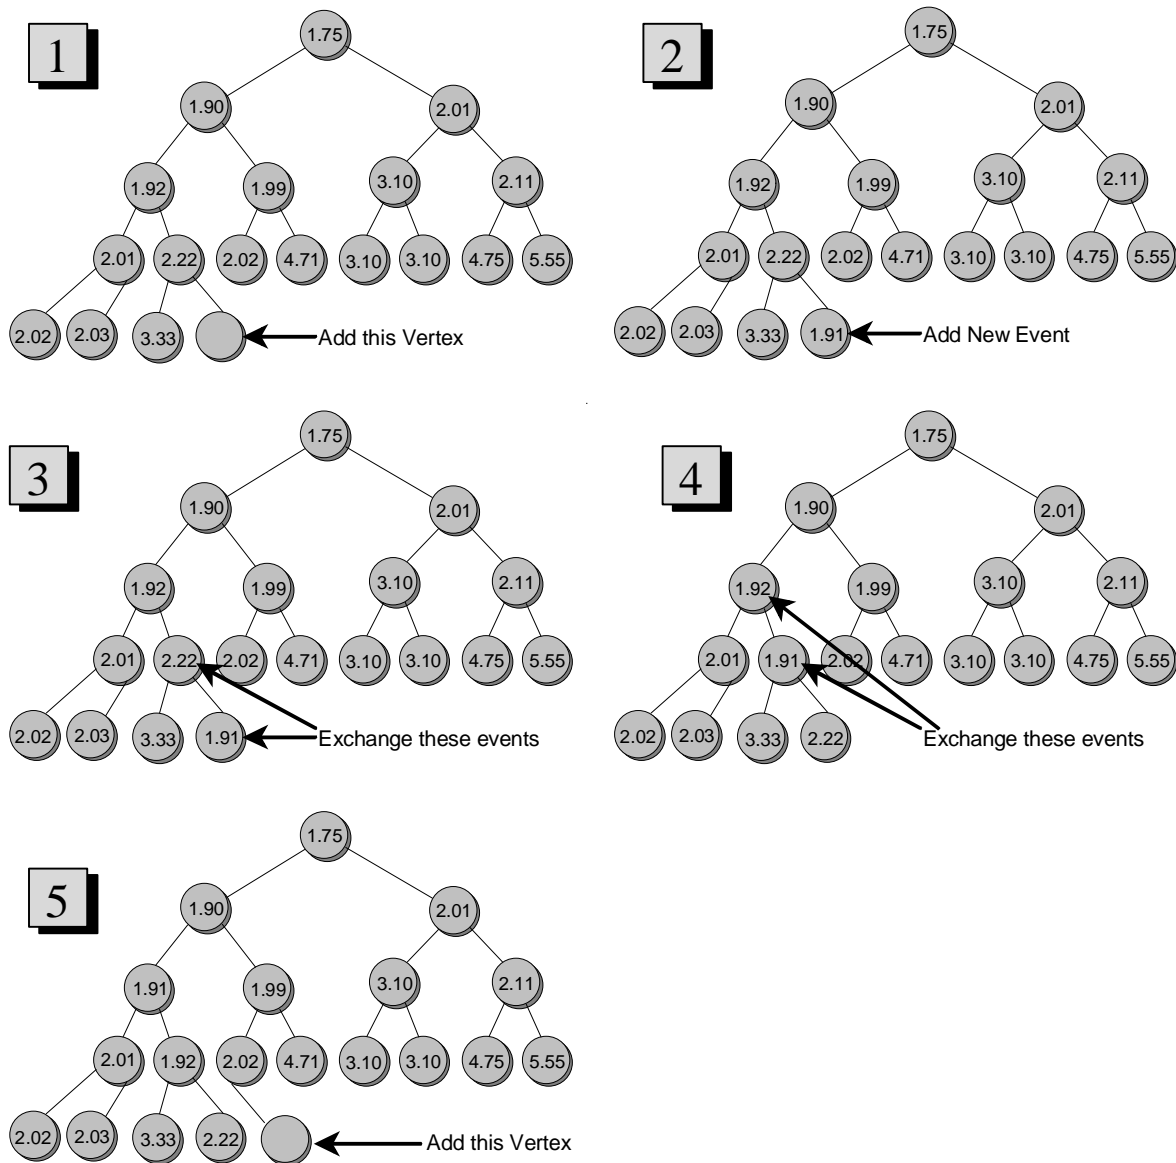 1
1.75
1.90 2.01
1.92 1.99 3.10 2.11
2.01 2.22 2.02 4.71 3.10 3.10 4.75 5.55
2.02 2.03 3.33
Add this Vertex
2
1.75
1.90 2.01
1.92 1.99 3.10 2.11
2.01 2.22 2.02 4.71 3.10 3.10 4.75 5.55
2.02 2.03 3.33 1.91
Add New Event
3
1.75
1.90 2.01
1.92 1.99 3.10 2.11
2.01 2.22 2.02 4.71 3.10 3.10 4.75 5.55
2.02 2.03 3.33 1.91
Exchange these events
4
1.75
1.90 2.01
1.92 1.99 3.10 2.11
2.01 1.91 2.02 4.71 3.10 3.10 4.75 5.55
2.02 2.03 3.33 2.22
Exchange these events
5
1.75
1.90 2.01
1.91 1.99 3.10 2.11
2.01 1.92 2.02 4.71 3.10 3.10 4.75 5.55
2.02 2.03 3.33 2.22
Add this Vertex